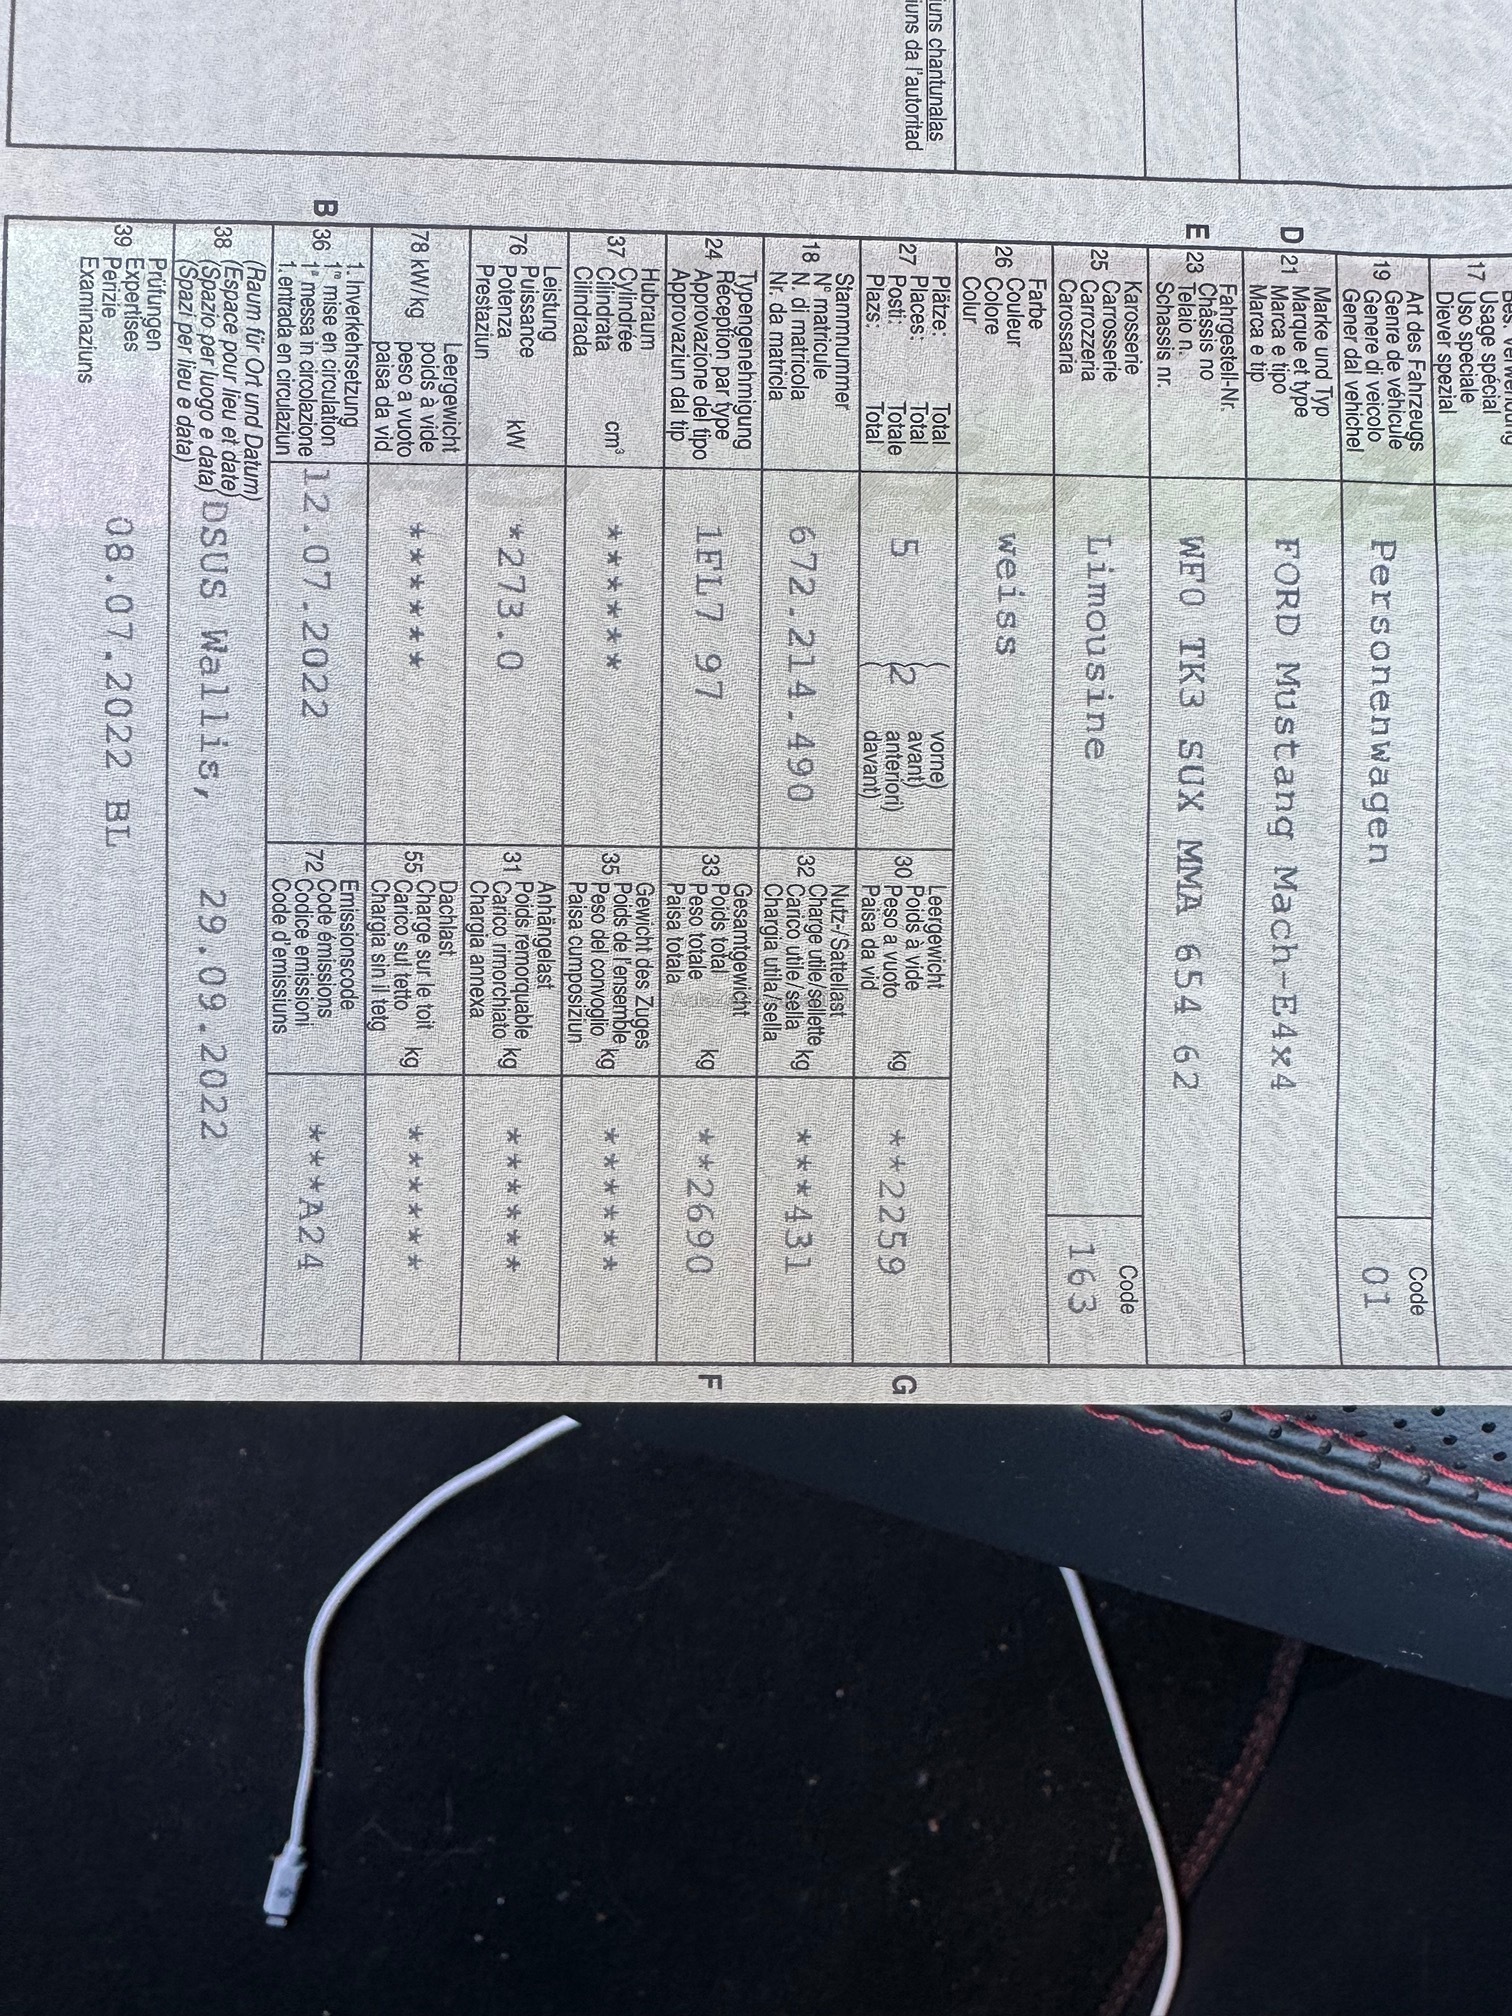 iuns chantunalas
iuns da l'autoritad
17 Usage spécial
Uso speciale
Diever spezial
Art des Fahrzeugs
19 Genre de véhicule
Genere di veicolo
Gener dal vehichel
Personenwagen
Code
01
D 21 Marke und Typ
Marque et type
Marca e tipo
Marca e tip
FORD Mustang Mach-E4x4
E 23 Fahrgestell-Nr.
Châssis no
Telaio n.
Schassis nr.
WF0 TK3 SUX MMA 654 62
25 Karosserie
Carrosserie
Carrozzeria
Carossaria
Limousine
Code
163
26 Farbe
Couleur
Colore
Colur
weiss
27 Plätze: Total
Places: Total
Posti: Totale
Plazs: Total
5 (2 vorne)
avant)
anteriori)
davant)
30 Leergewicht
Poids à vide
Peso a vuoto kg
Paisa da vid
**2259
G
18 Stammnummer
N° matricule
N. di matricola
Nr. da matricla
672.214.490
32 Nutz-/Sattellast
Charge utile/sellette
Carico utile/sella kg
Chargia utila/sella
***431
24 Typengenehmigung
Réception par type
Approvazione del tipo
Approvaziun dal tip
1FL7 97
33 Gesamtgewicht
Poids total
Peso totale kg
Paisa totala
**2690
F
37 Hubraum
Cylindrée
Cilindrata cm³
Cilindrada
*****
35 Gewicht des Zuges
Poids de l'ensemble
Peso del convoglio kg
Paisa cumposiziun
******
76 Leistung
Puissance
Potenza kW
Prestaziun
*273.0
31 Anhängelast
Poids remorquable
Carico rimorchiato kg
Chargia annexa
******
78 kW/kg Leergewicht
poids à vide
peso a vuoto
paisa da vid
******
55 Dachlast
Charge sur le toit
Carico sul tetto kg
Chargia sin il tetg
******
B 36 1. Inverkehrsetzung
1re mise en circulation
1a messa in circolazione
1. entrada en circulaziun
12.07.2022
72 Emissionscode
Code émissions
Codice emissioni
Code d'emissiuns
***A24
38 (Raum für Ort und Datum)
(Espace pour lieu et date)
(Spazio per luogo e data)
(Spazi per lieu e data)
DSUS Wallis, 29.09.2022
39 Prüfungen
Expertises
Perizie
Examinaziuns
08.07.2022 BL